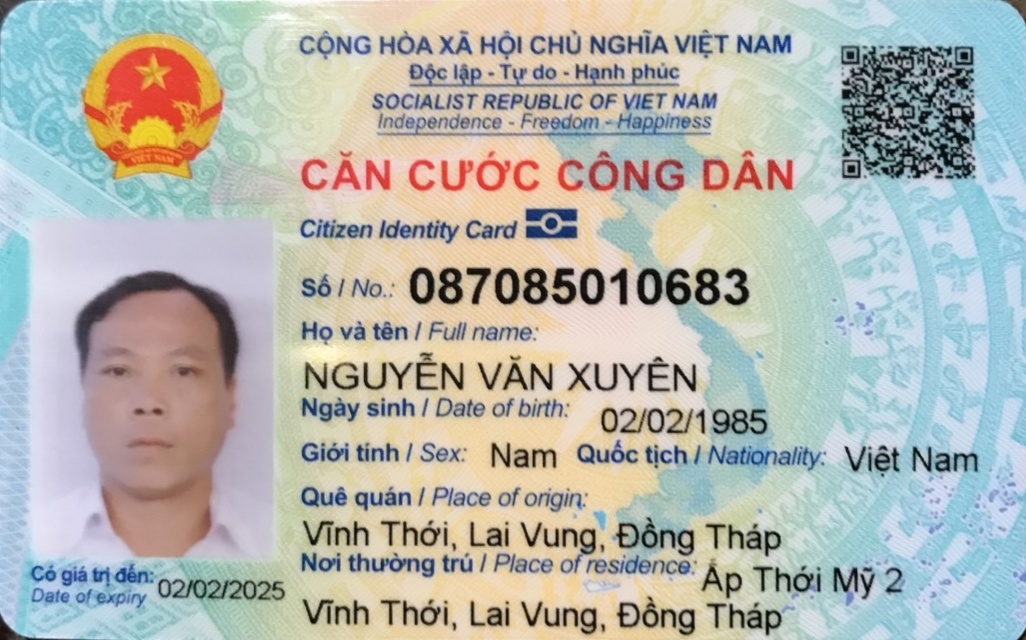 CỘNG HÒA XÃ HỘI CHỦ NGHĨA VIỆT NAM
Độc lập - Tự do - Hạnh phúc
SOCIALIST REPUBLIC OF VIET NAM
Independence - Freedom - Happiness
CĂN CƯỚC CÔNG DÂN
Citizen Identity Card
Số / No.: 087085010683
Họ và tên / Full name:
NGUYỄN VĂN XUYÊN
Ngày sinh / Date of birth: 02/02/1985
Giới tính / Sex: Nam Quốc tịch / Nationality: Việt Nam
Quê quán / Place of origin:
Vĩnh Thới, Lai Vung, Đồng Tháp
Nơi thường trú / Place of residence: Ấp Thới Mỹ 2
Vĩnh Thới, Lai Vung, Đồng Tháp
Có giá trị đến: 02/02/2025
Date of expiry
VIỆT NAM